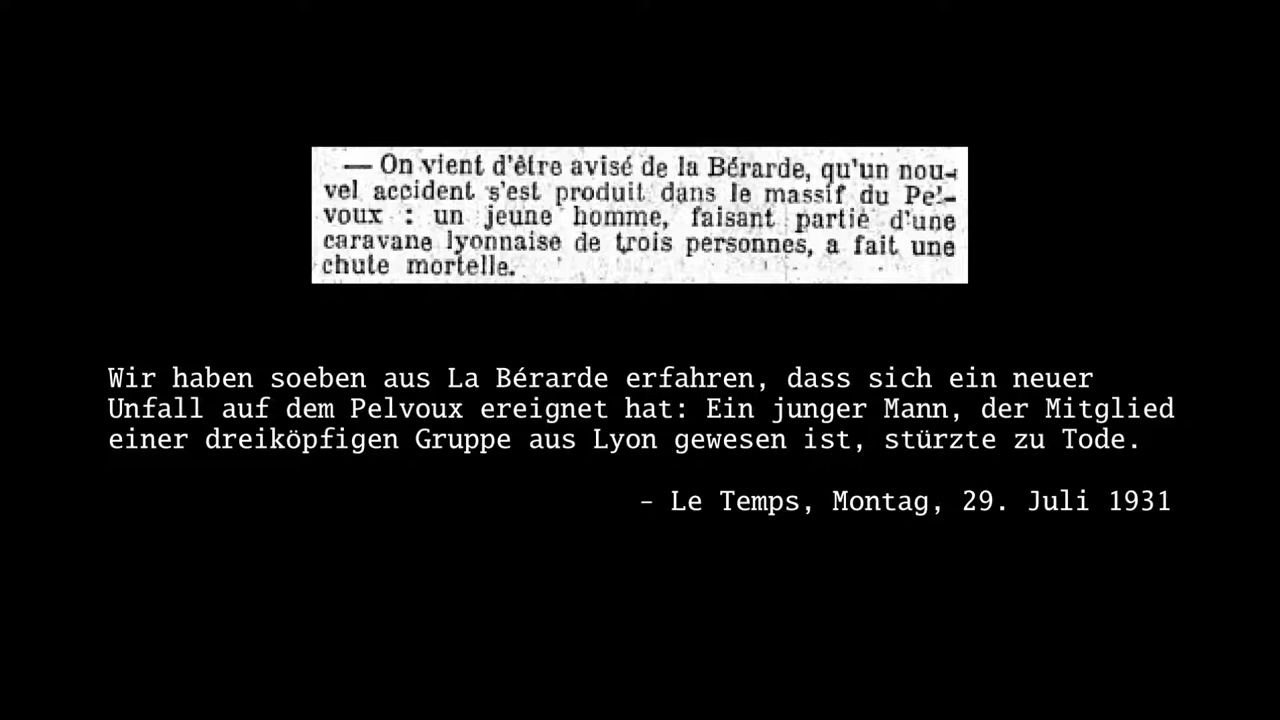 — On vient d'être avisé de la Bérarde, qu'un nou-
vel accident s'est produit dans le massif du Pel-
voux : un jeune homme, faisant partie d'une
caravane lyonnaise de trois personnes, a fait une
chute mortelle.
Wir haben soeben aus La Bérarde erfahren, dass sich ein neuer
Unfall auf dem Pelvoux ereignet hat: Ein junger Mann, der Mitglied
einer dreiköpfigen Gruppe aus Lyon gewesen ist, stürzte zu Tode.
– Le Temps, Montag, 29. Juli 1931